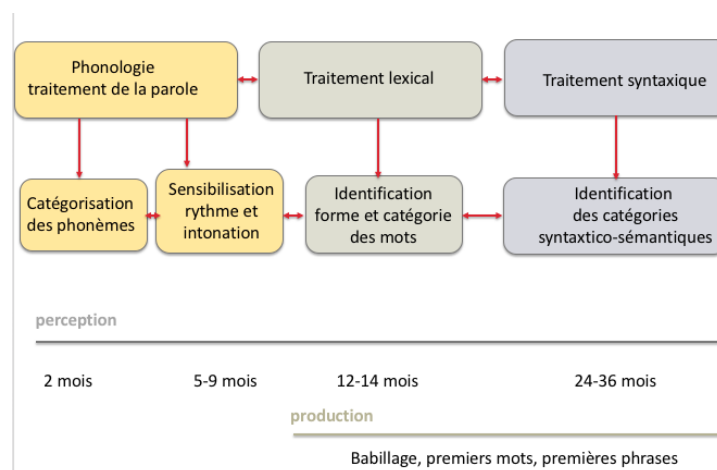 Phonologie
traitement de la parole
Traitement lexical
Traitement syntaxique
Catégorisation
des phonèmes
Sensibilisation
rythme et
intonation
Identification
forme et catégorie
des mots
Identification
des catégories
syntaxtico-sémantiques
perception
2 mois
5-9 mois
12-14 mois
24-36 mois
production
Babillage, premiers mots, premières phrases